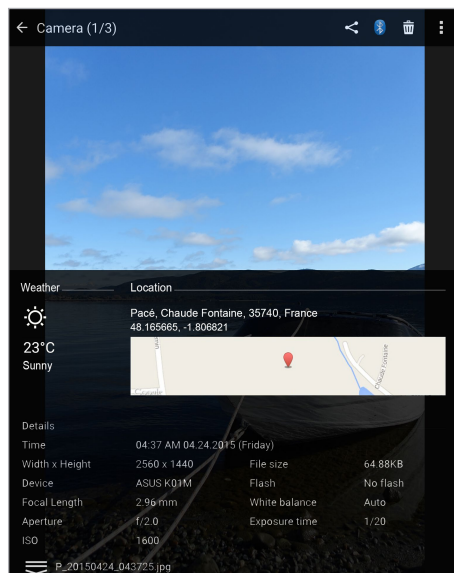 Camera (1/3)
Weather
Location
Pacé, Chaude Fontaine, 35740, France
48.165665, -1.806821
23°C
Sunny
Chaude Fontaine
Details
Time 04:37 AM 04.24.2015 (Friday)
Width x Height 2560 x 1440 File size 64.88KB
Device ASUS K01M Flash No flash
Focal Length 2.96 mm White balance Auto
Aperture f/2.0 Exposure time 1/20
ISO 1600
P_20150424_043725.jpg